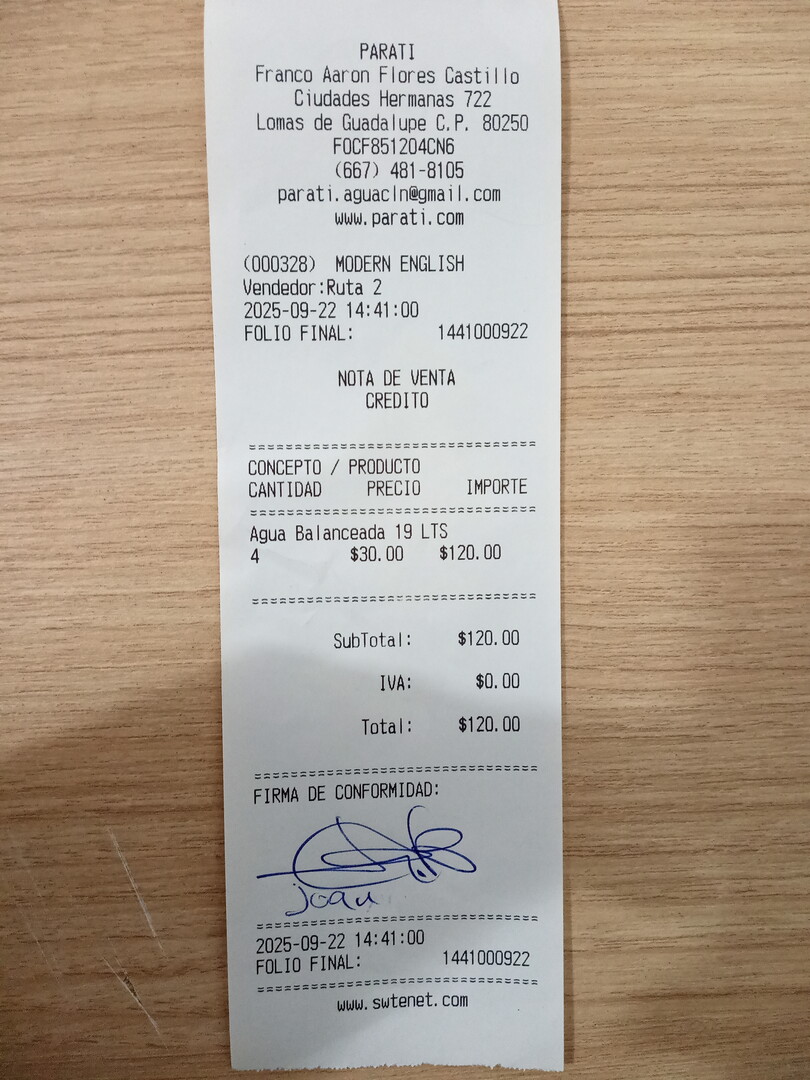 PARATI
Franco Aaron Flores Castillo
Ciudades Hermanas 722
Lomas de Guadalupe C.P. 80250
FOCF851204CN6
(667) 481-8105
parati.aguacln@gmail.com
www.parati.com
(000328) MODERN ENGLISH
Vendedor:Ruta 2
2025-09-22 14:41:00
FOLIO FINAL: 1441000922
NOTA DE VENTA
CREDITO
CONCEPTO / PRODUCTO
CANTIDAD PRECIO IMPORTE
Agua Balanceada 19 LTS
4 $30.00 $120.00
SubTotal: $120.00
IVA: $0.00
Total: $120.00
FIRMA DE CONFORMIDAD:
joan
2025-09-22 14:41:00
FOLIO FINAL: 1441000922
www.swtenet.com